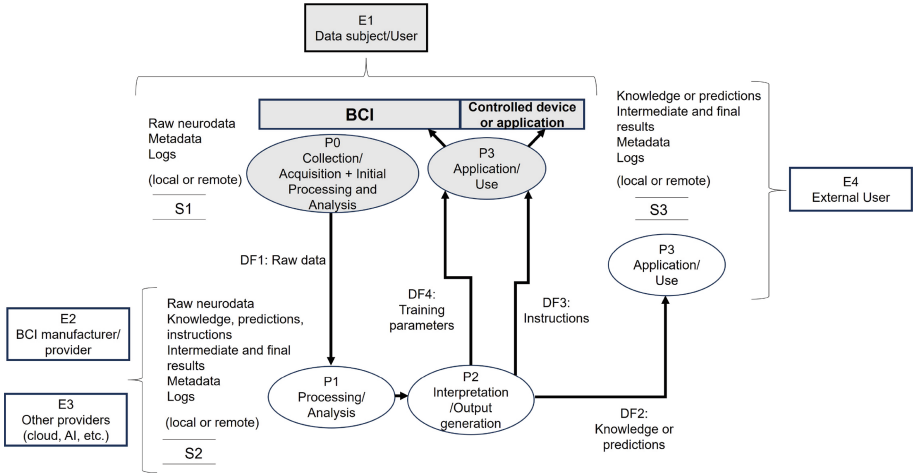 E1
Data subject/User
BCI
Controlled device
or application
Raw neurodata
Metadata
Logs
(local or remote)
S1
P0
Collection/
Acquisition + Initial
Processing and
Analysis
P3
Application/
Use
Knowledge or predictions
Intermediate and final
results
Metadata
Logs
(local or remote)
S3
E4
External User
P3
Application/
Use
DF1: Raw data
DF4:
Training
parameters
DF3:
Instructions
E2
BCI manufacturer/
provider
E3
Other providers
(cloud, AI, etc.)
Raw neurodata
Knowledge, predictions,
instructions
Intermediate and final
results
Metadata
Logs
(local or remote)
S2
P1
Processing/
Analysis
P2
Interpretation
/Output
generation
DF2:
Knowledge or
predictions